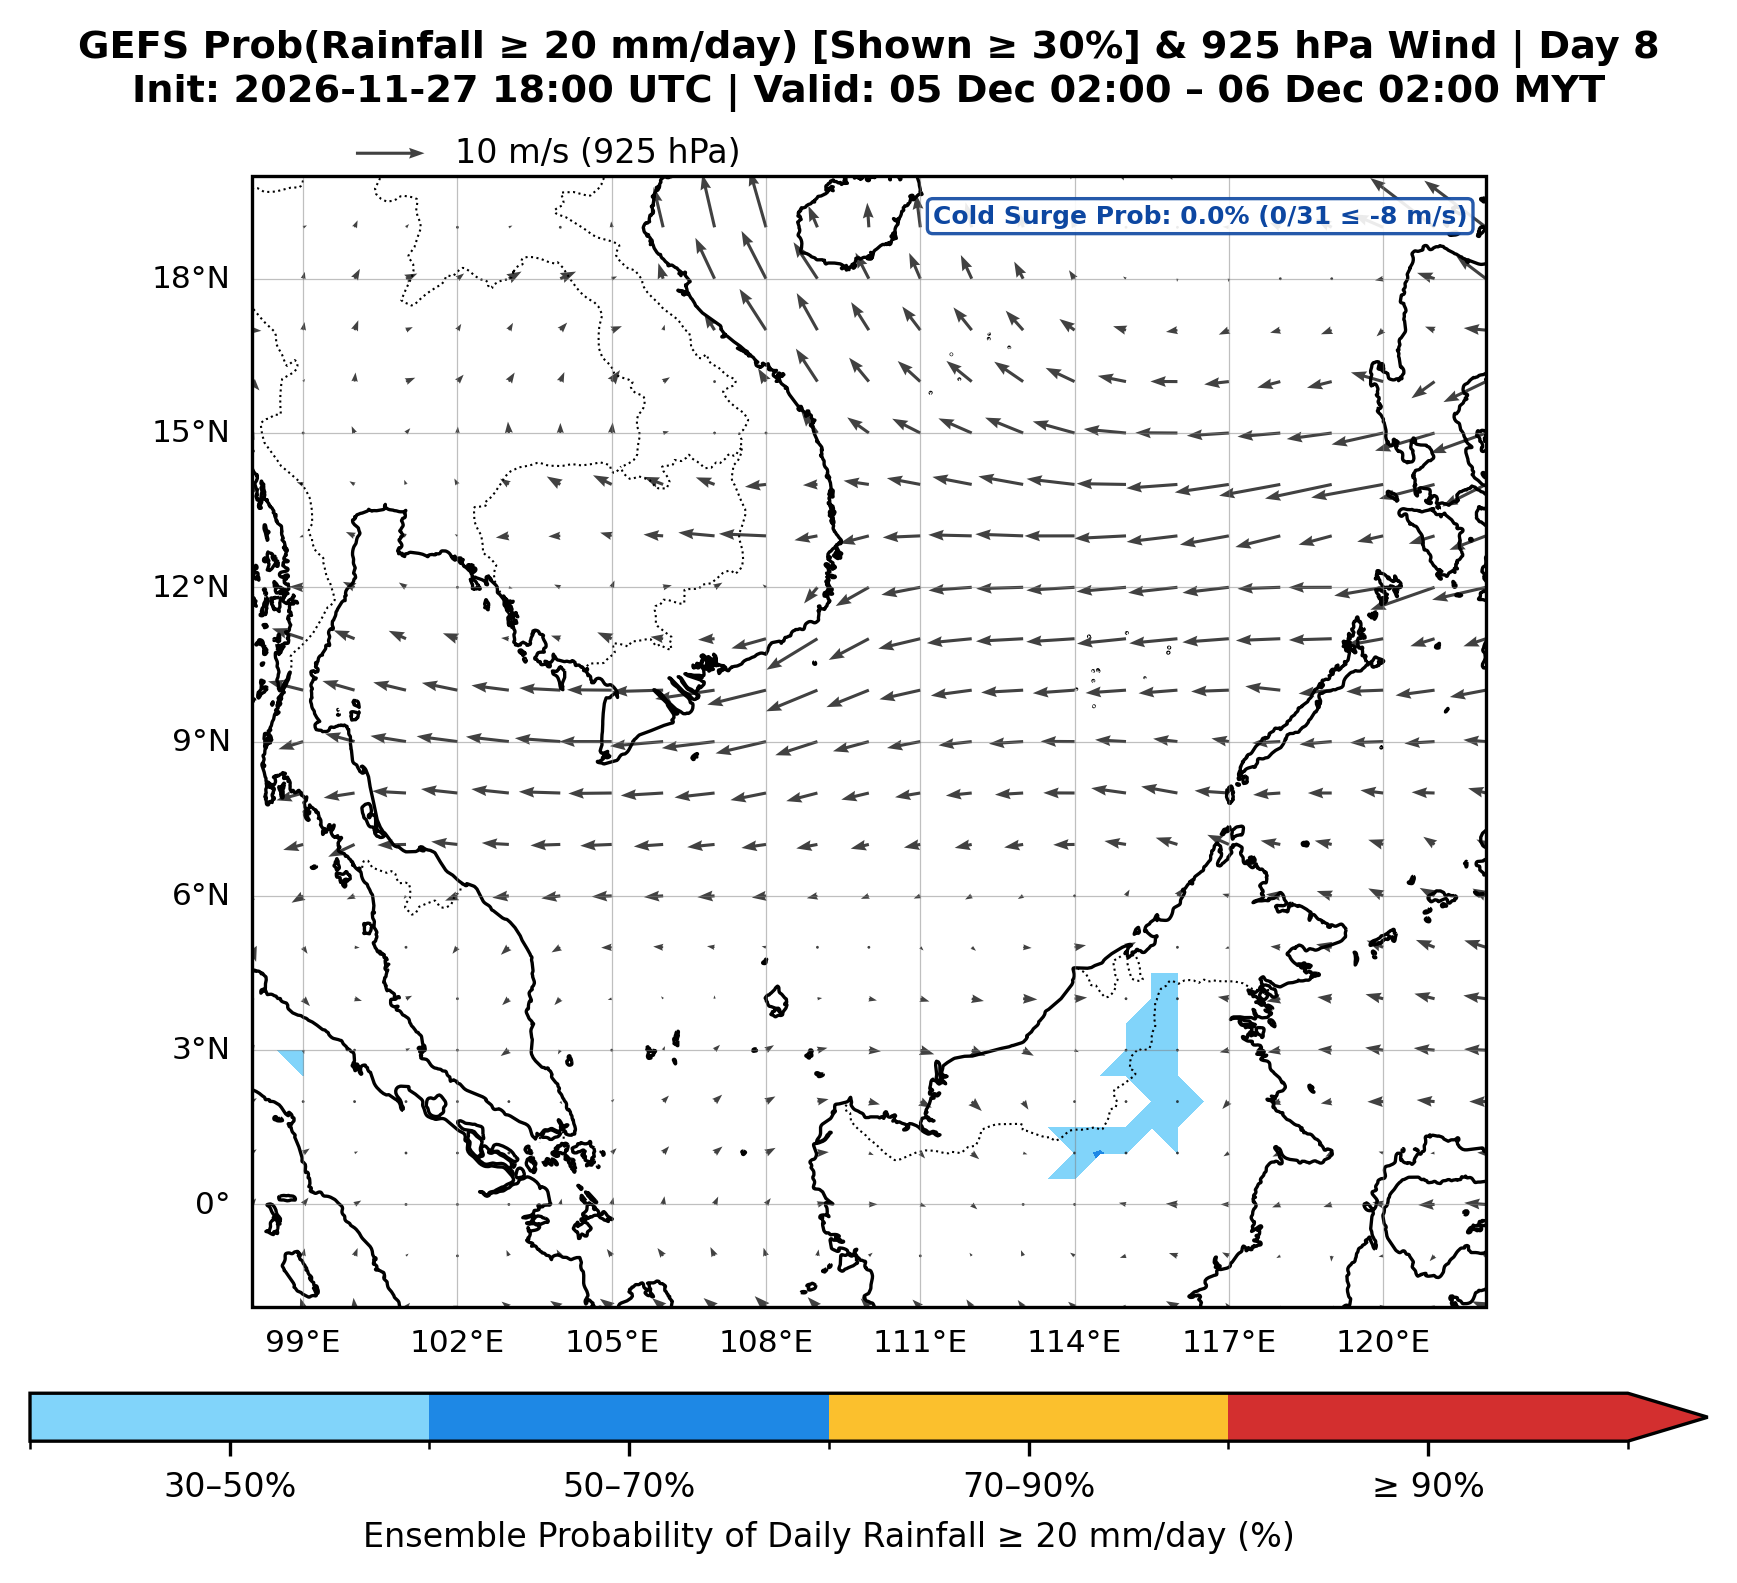 GEFS Prob(Rainfall ≥ 20 mm/day) [Shown ≥ 30%] & 925 hPa Wind | Day 8
Init: 2026-11-27 18:00 UTC | Valid: 05 Dec 02:00 – 06 Dec 02:00 MYT
10 m/s (925 hPa)
Cold Surge Prob: 0.0% (0/31 ≤ -8 m/s)
18°N
15°N
12°N
9°N
6°N
3°N
0°
99°E 102°E 105°E 108°E 111°E 114°E 117°E 120°E
30–50% 50–70% 70–90% ≥ 90%
Ensemble Probability of Daily Rainfall ≥ 20 mm/day (%)